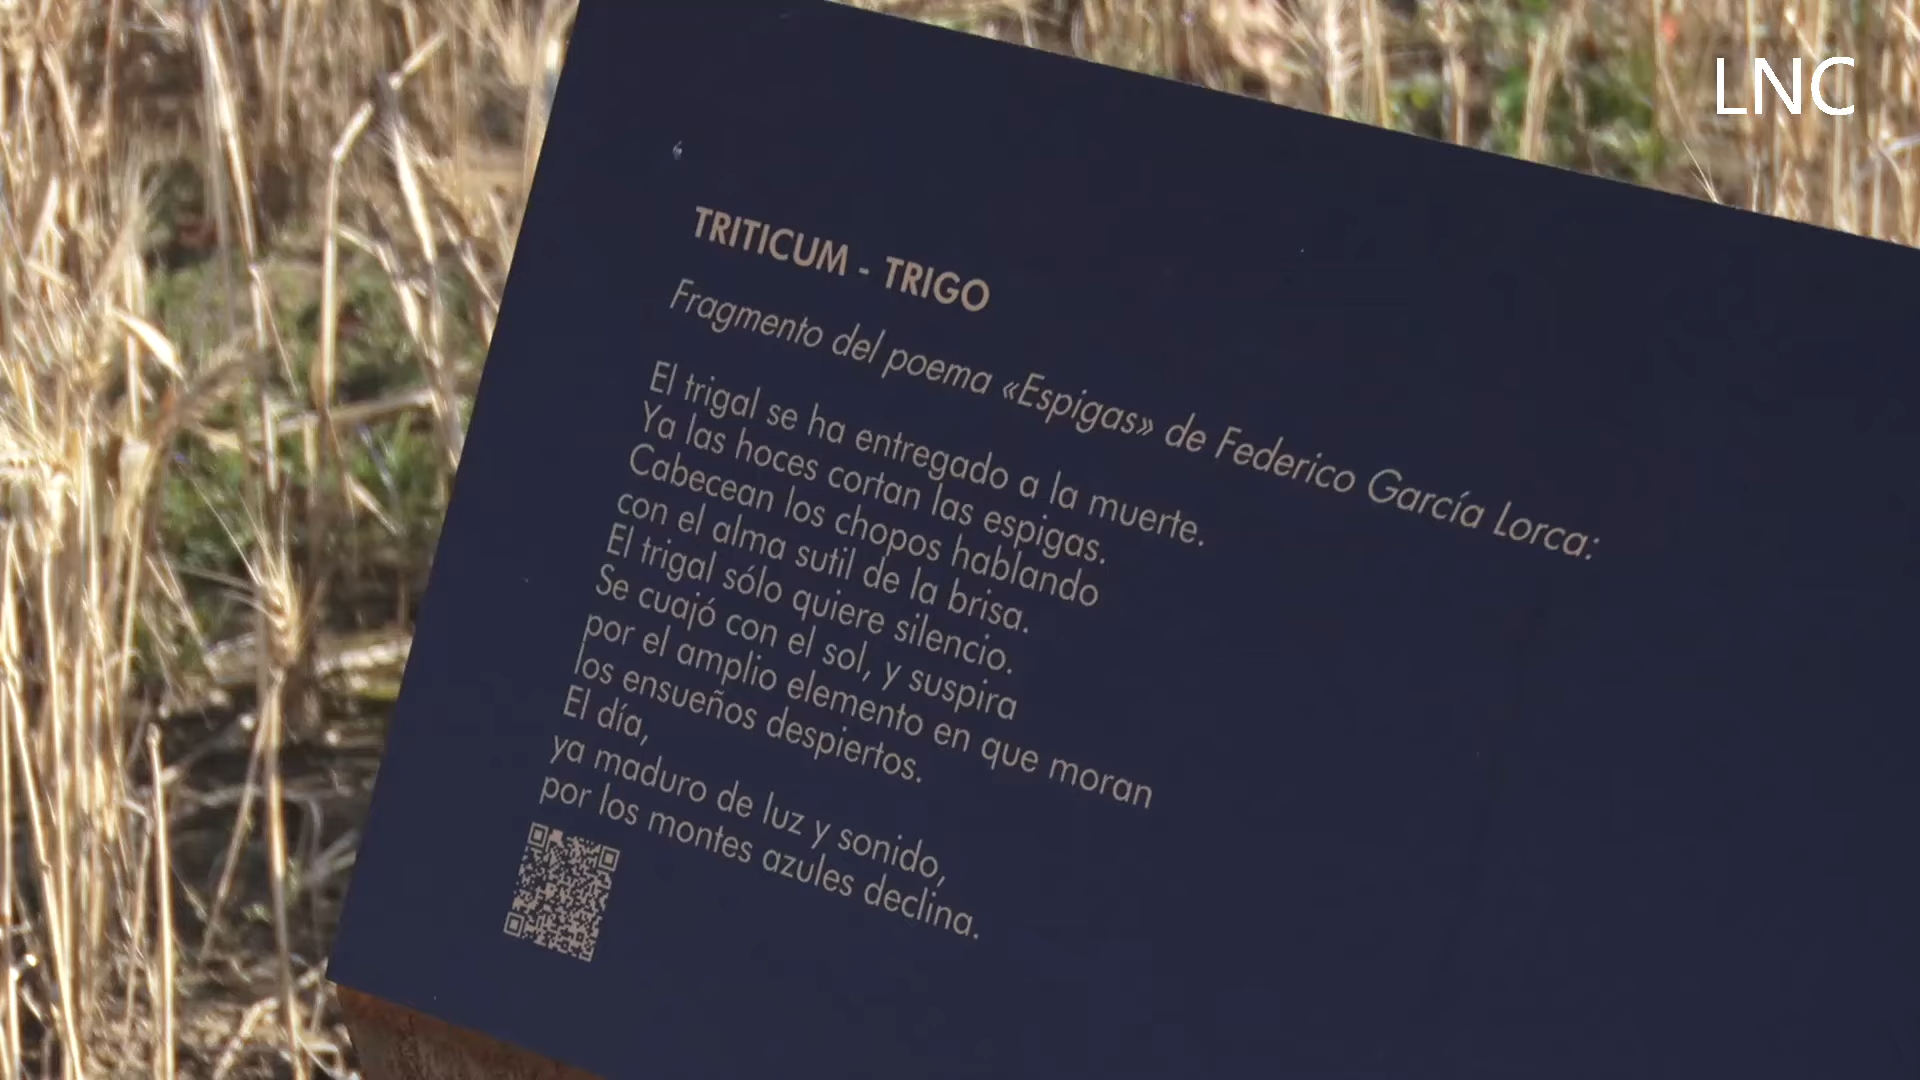 LNC
TRITICUM - TRIGO
Fragmento del poema «Espigas» de Federico García Lorca:
El trigal se ha entregado a la muerte.
Ya las hoces cortan las espigas.
Cabecean los chopos hablando
con el alma sutil de la brisa.
El trigal sólo quiere silencio.
Se cuajó con el sol, y suspira
por el amplio elemento en que moran
los ensueños despiertos.
El día,
ya maduro de luz y sonido,
por los montes azules declina.